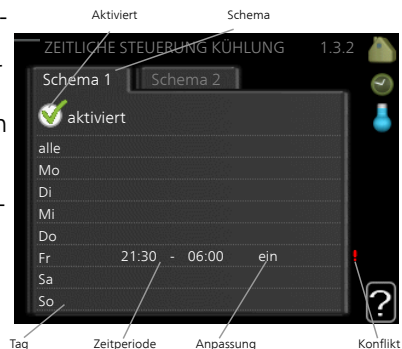 Aktiviert Schema
ZEITLICHE STEUERUNG KÜHLUNG 1.3.2
Schema 1 Schema 2
aktiviert
alle
Mo
Di
Mi
Do
Fr 21:30 - 06:00 ein !
Sa
So
?
Tag Zeitperiode Anpassung Konflikt